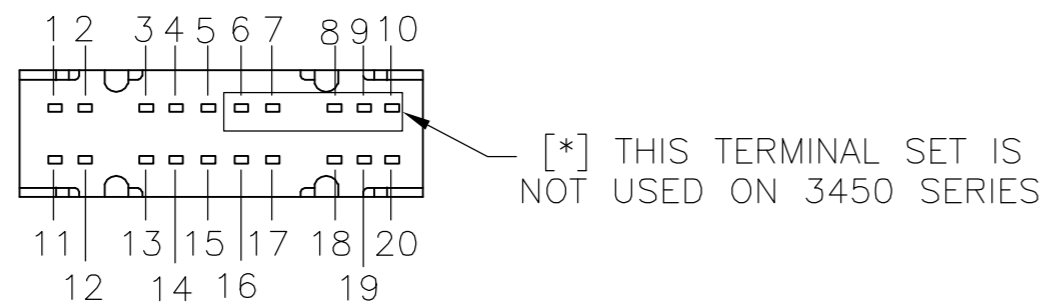 1 2 3 4 5 6 7 8 9 10
[*] THIS TERMINAL SET IS
NOT USED ON 3450 SERIES
11 13 15 17 18 20
12 14 16 19